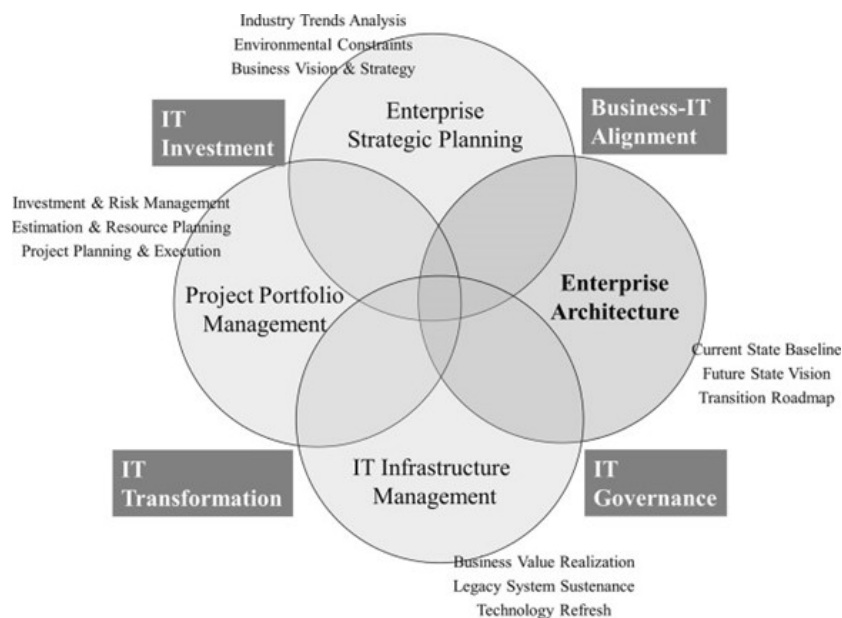 Industry Trends Analysis
Environmental Constraints
Business Vision & Strategy
Enterprise
Strategic Planning
IT
Investment
Business-IT
Alignment
Investment & Risk Management
Estimation & Resource Planning
Project Planning & Execution
Project Portfolio
Management
Enterprise
Architecture
Current State Baseline
Future State Vision
Transition Roadmap
IT
Transformation
IT Infrastructure
Management
IT
Governance
Business Value Realization
Legacy System Sustenance
Technology Refresh